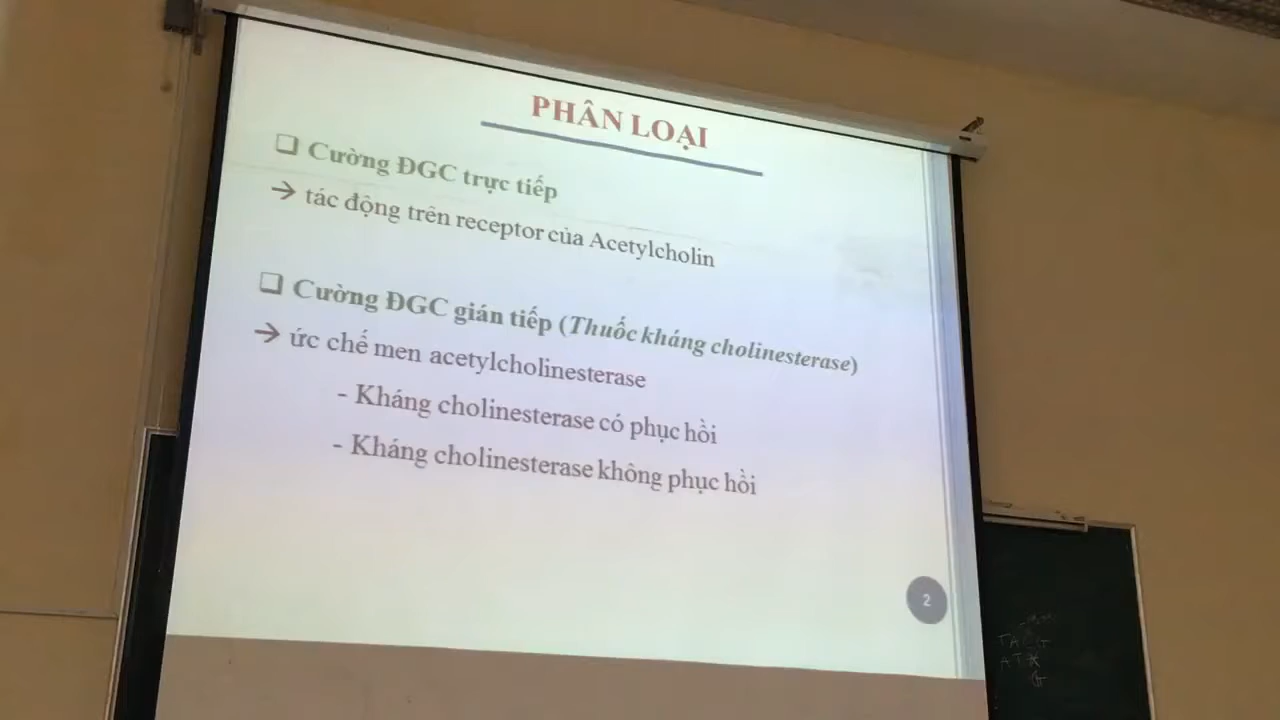 PHÂN LOẠI
❑ Cường ĐGC trực tiếp
→ tác động trên receptor của Acetylcholin
❑ Cường ĐGC gián tiếp (Thuốc kháng cholinesterase)
→ ức chế men acetylcholinesterase
- Kháng cholinesterase có phục hồi
- Kháng cholinesterase không phục hồi
2